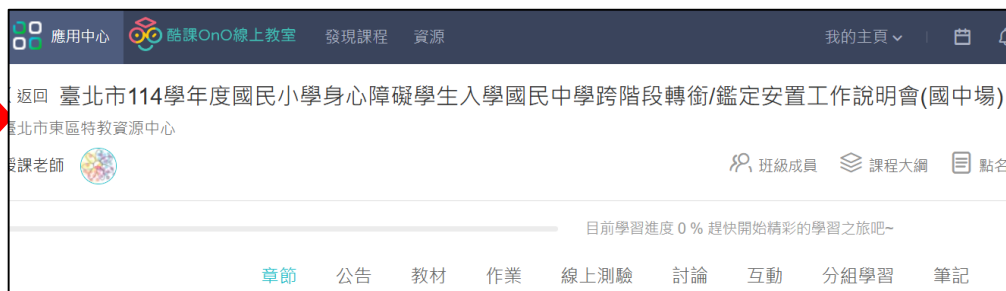 應用中心 酷課OnO線上教室 發現課程 資源 我的主頁
返回 臺北市114學年度國民小學身心障礙學生入學國民中學跨階段轉銜/鑑定安置工作說明會(國中場)
臺北市東區特教資源中心
授課老師 班級成員 課程大綱 點名
目前學習進度 0 % 趕快開始精彩的學習之旅吧~
章節 公告 教材 作業 線上測驗 討論 互動 分組學習 筆記